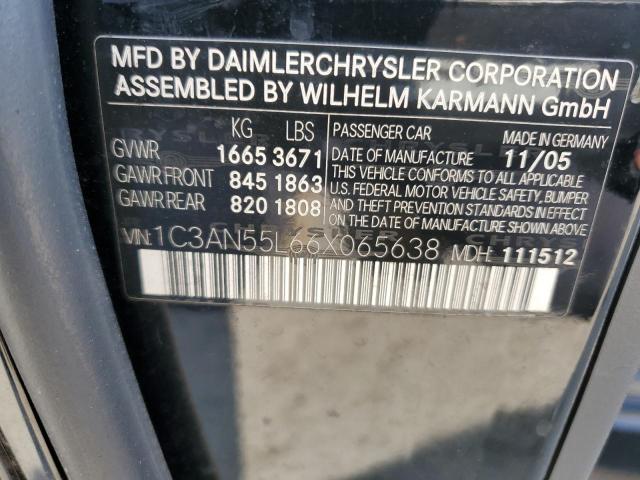 MFD BY DAIMLERCHRYSLER CORPORATION
ASSEMBLED BY WILHELM KARMANN GmbH
KG LBS
GVWR 1665 3671
GAWR FRONT 845 1863
GAWR REAR 820 1808
PASSENGER CAR MADE IN GERMANY
DATE OF MANUFACTURE 11/05
THIS VEHICLE CONFORMS TO ALL APPLICABLE
U.S. FEDERAL MOTOR VEHICLE SAFETY, BUMPER
AND THEFT PREVENTION STANDARDS IN EFFECT
ON THE DATE OF MANUFACTURE SHOWN ABOVE.
VIN:1C3AN55L66X065638 MDH: 111512